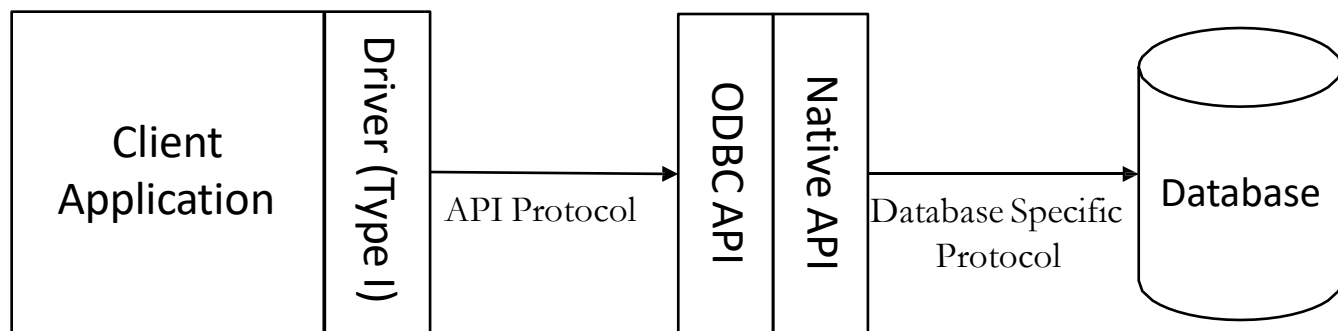 Client
Application
Driver (Type I)
API Protocol
ODBC API
Native API
Database Specific
Protocol
Database